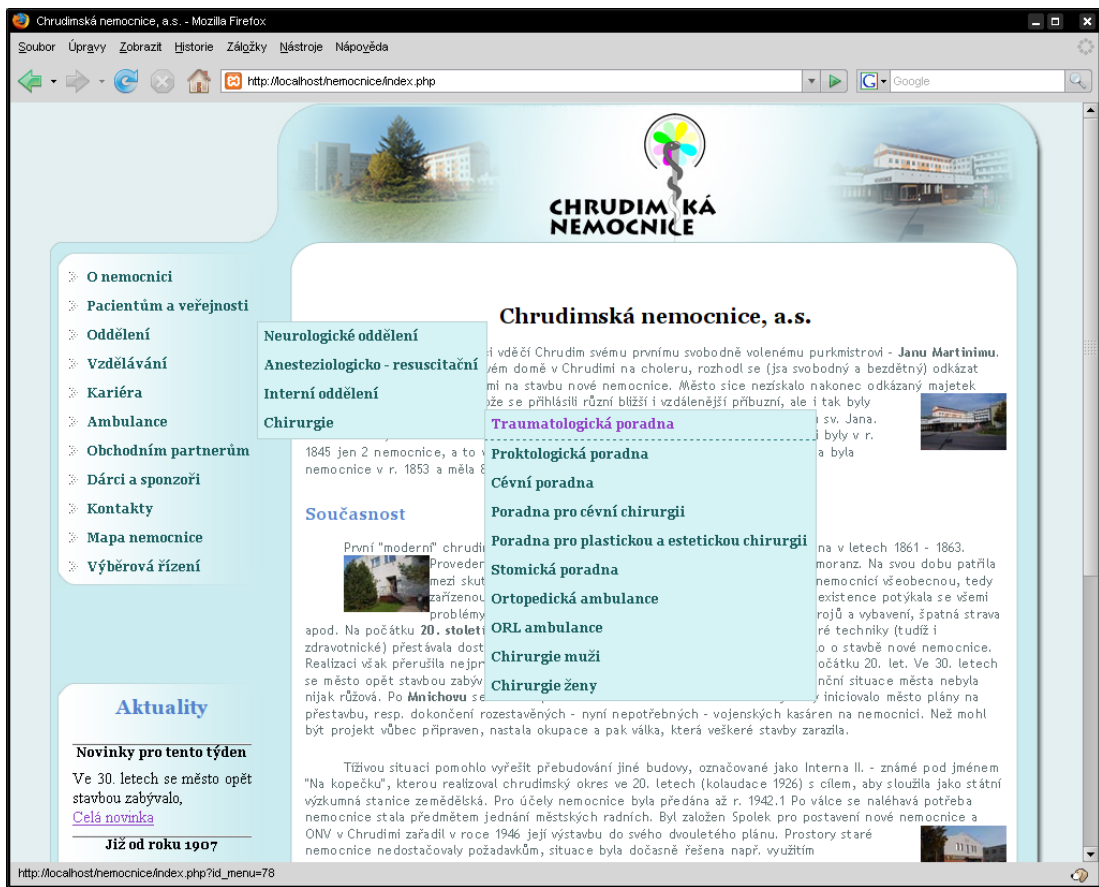 Chrudimská nemocnice, a.s. - Mozilla Firefox
Soubor Úpravy Zobrazit Historie Záložky Nástroje Nápověda
http://localhost/nemocnice/index.php
G Google
CHRUDIMSKÁ
NEMOCNICE
O nemocnici
Pacientům a veřejnosti
Oddělení
Vzdělávání
Kariéra
Ambulance
Obchodním partnerům
Dárci a sponzoři
Kontakty
Mapa nemocnice
Výběrová řízení
Neurologické oddělení
Anesteziologicko - resuscitační
Interní oddělení
Chirurgie
Traumatologická poradna
Proktologická poradna
Cévní poradna
Poradna pro cévní chirurgii
Poradna pro plastickou a estetickou chirurgii
Stomická poradna
Ortopedická ambulance
ORL ambulance
Chirurgie muži
Chirurgie ženy
Aktuality
Novinky pro tento týden
Ve 30. letech se město opět
stavbou zabývalo,
Celá novinka
Již od roku 1907
Chrudimská nemocnice, a.s.
vděčí Chrudim svému prvnímu svobodně volenému purkmistrovi - Janu Martinimu.
domě v Chrudimi na choleru, rozhodl se (jsa svobodný a bezdětný) odkázat
na stavbu nové nemocnice. Město sice nezískalo nakonec odkázaný majetek
se přihlásili různí bližší i vzdálenější příbuzní, ale i tak byly
sv. Jana.
byly v r.
1845 jen 2 nemocnice, a to byla
nemocnice v r. 1853 a měla 8
Současnost
První "moderní" v letech 1861 - 1863.
Na svou dobu patřila
mezi nemocnicí všeobecnou, tedy
zařízenou existence potýkala se všemi
problémy a vybavení, špatná strava
apod. Na počátku 20. století techniky (tudíž i
zdravotnické) přestávala o stavbě nové nemocnice.
Realizaci však přerušila 20. let. Ve 30. letech
se město opět stavbou situace města nebyla
nijak růžová. Po Mnichovu iniciovalo město plány na
přestavbu, resp. dokončení rozestavěných - nyní nepotřebných - vojenských kasáren na nemocnici. Než mohl
být projekt vůbec připraven, nastala okupace a pak válka, která veškeré stavby zarazila.
Tíživou situaci pomohlo vyřešit přebudování jiné budovy, označované jako Interna II. - známé pod jménem
"Na kopečku", kterou realizoval chrudimský okres ve 20. letech (kolaudace 1926) s cílem, aby sloužila jako státní
výzkumná stanice zemědělská. Pro účely nemocnice byla předána až r. 1942.1 Po válce se naléhavá potřeba
nemocnice stala předmětem jednání městských radních. Byl založen Spolek pro postavení nové nemocnice a
ONV v Chrudimi zařadil v roce 1946 její výstavbu do svého dvouletého plánu. Prostory staré
nemocnice nedostačovaly požadavkům, situace byla dočasně řešena např. využitím
http://localhost/nemocnice/index.php?id_menu=78